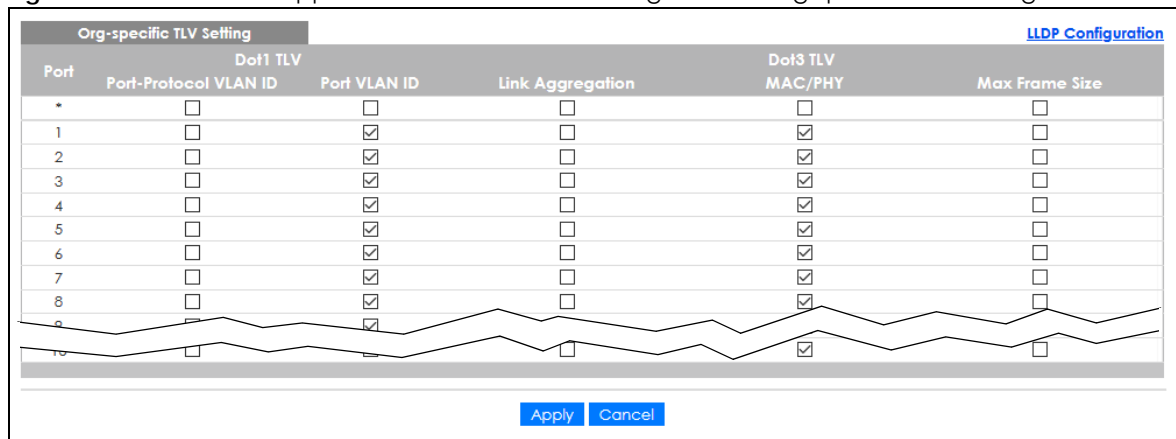 Org-specific TLV Setting LLDP Configuration
Port Dot1 TLV Dot3 TLV
Port-Protocol VLAN ID Port VLAN ID Link Aggregation MAC/PHY Max Frame Size
*
1
2
3
4
5
6
7
8
Apply Cancel